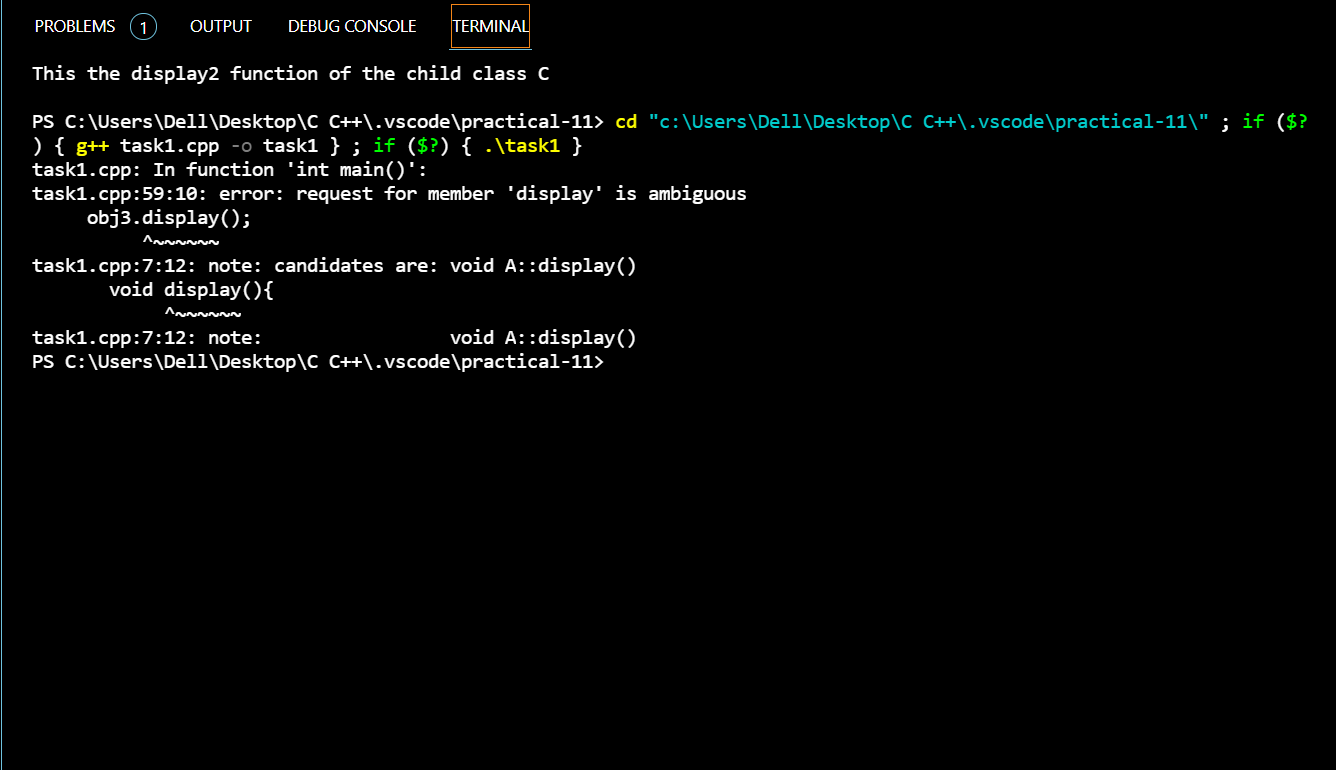 PROBLEMS 1 OUTPUT DEBUG CONSOLE TERMINAL
This the display2 function of the child class C
PS C:\Users\Dell\Desktop\C C++\.vscode\practical-11> cd "c:\Users\Dell\Desktop\C C++\.vscode\practical-11\" ; if ($?
) { g++ task1.cpp -o task1 } ; if ($?) { .\task1 }
task1.cpp: In function 'int main()':
task1.cpp:59:10: error: request for member 'display' is ambiguous
     obj3.display();
          ^~~~~~~
task1.cpp:7:12: note: candidates are: void A::display()
       void display(){
            ^~~~~~~
task1.cpp:7:12: note:                 void A::display()
PS C:\Users\Dell\Desktop\C C++\.vscode\practical-11>